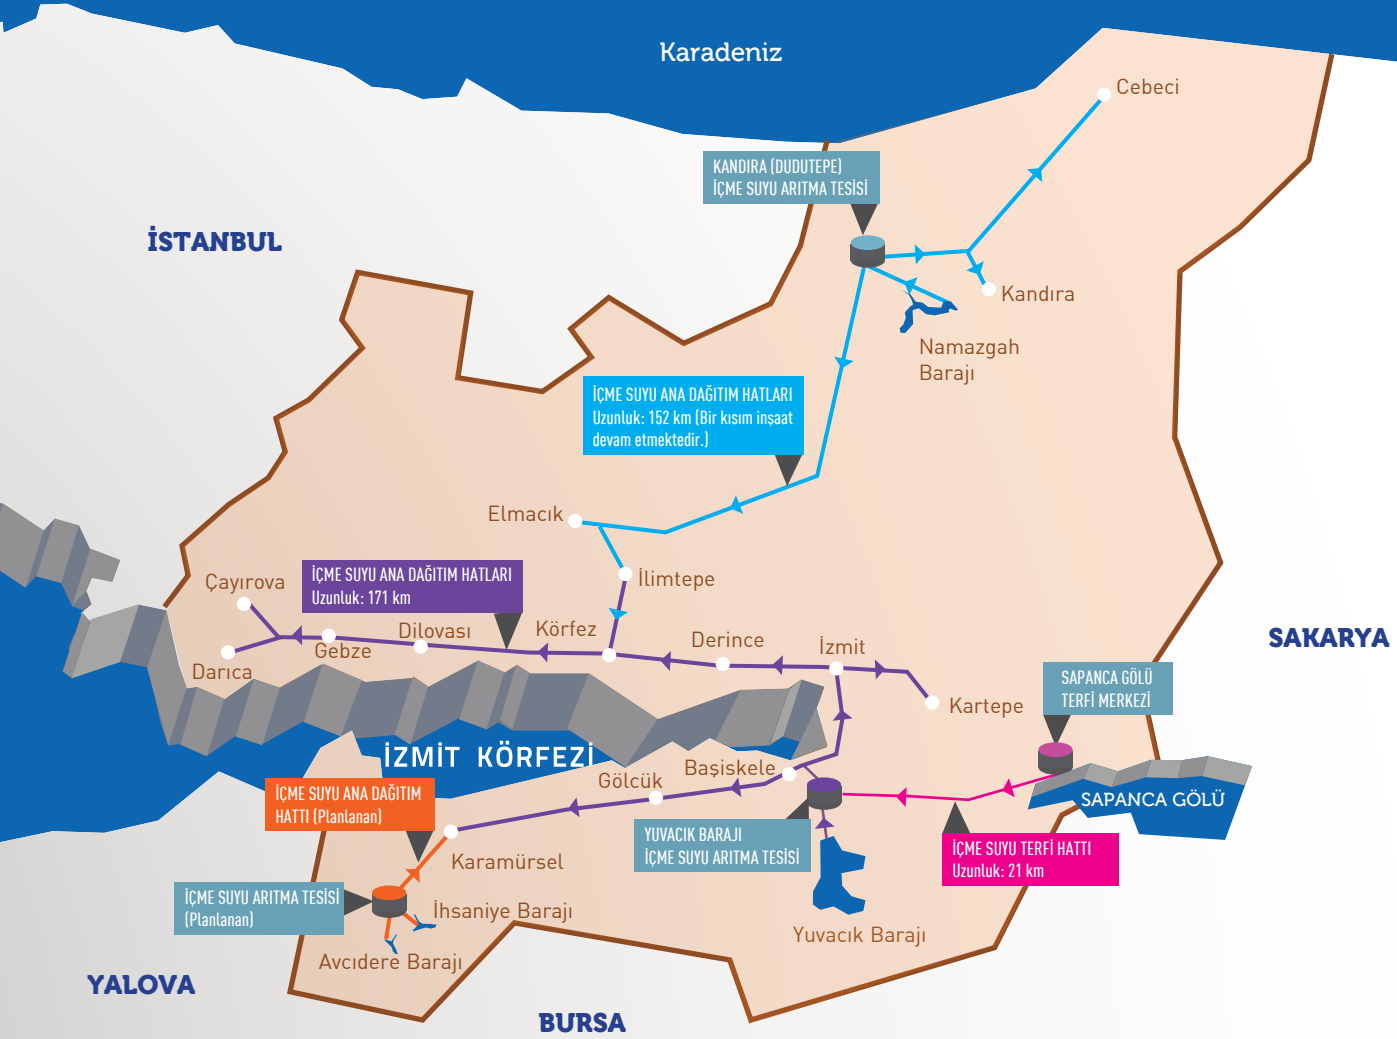 Karadeniz
Cebeci
KANDIRA (DUDUTEPE)
İÇME SUYU ARITMA TESİSİ
İSTANBUL
Kandıra
Namazgah
Barajı
İÇME SUYU ANA DAĞITIM HATLARI
Uzunluk: 152 km (Bir kısım inşaat
devam etmektedir.)
Elmacık
İÇME SUYU ANA DAĞITIM HATLARI
Uzunluk: 171 km
Çayırova
İlimtepe
Dilovası
Körfez
Derince
İzmit
Gebze
Darıca
SAKARYA
SAPANCA GÖLÜ
TERFİ MERKEZİ
Kartepe
İZMİT KÖRFEZİ
Başiskele
Gölcük
SAPANCA GÖLÜ
İÇME SUYU ANA DAĞITIM
HATTI (Planlanan)
YUVACIK BARAJI
İÇME SUYU ARITMA TESİSİ
İÇME SUYU TERFİ HATTI
Uzunluk: 21 km
Karamürsel
İÇME SUYU ARITMA TESİSİ
(Planlanan)
İhsaniye Barajı
Yuvacık Barajı
Avcıdere Barajı
YALOVA
BURSA